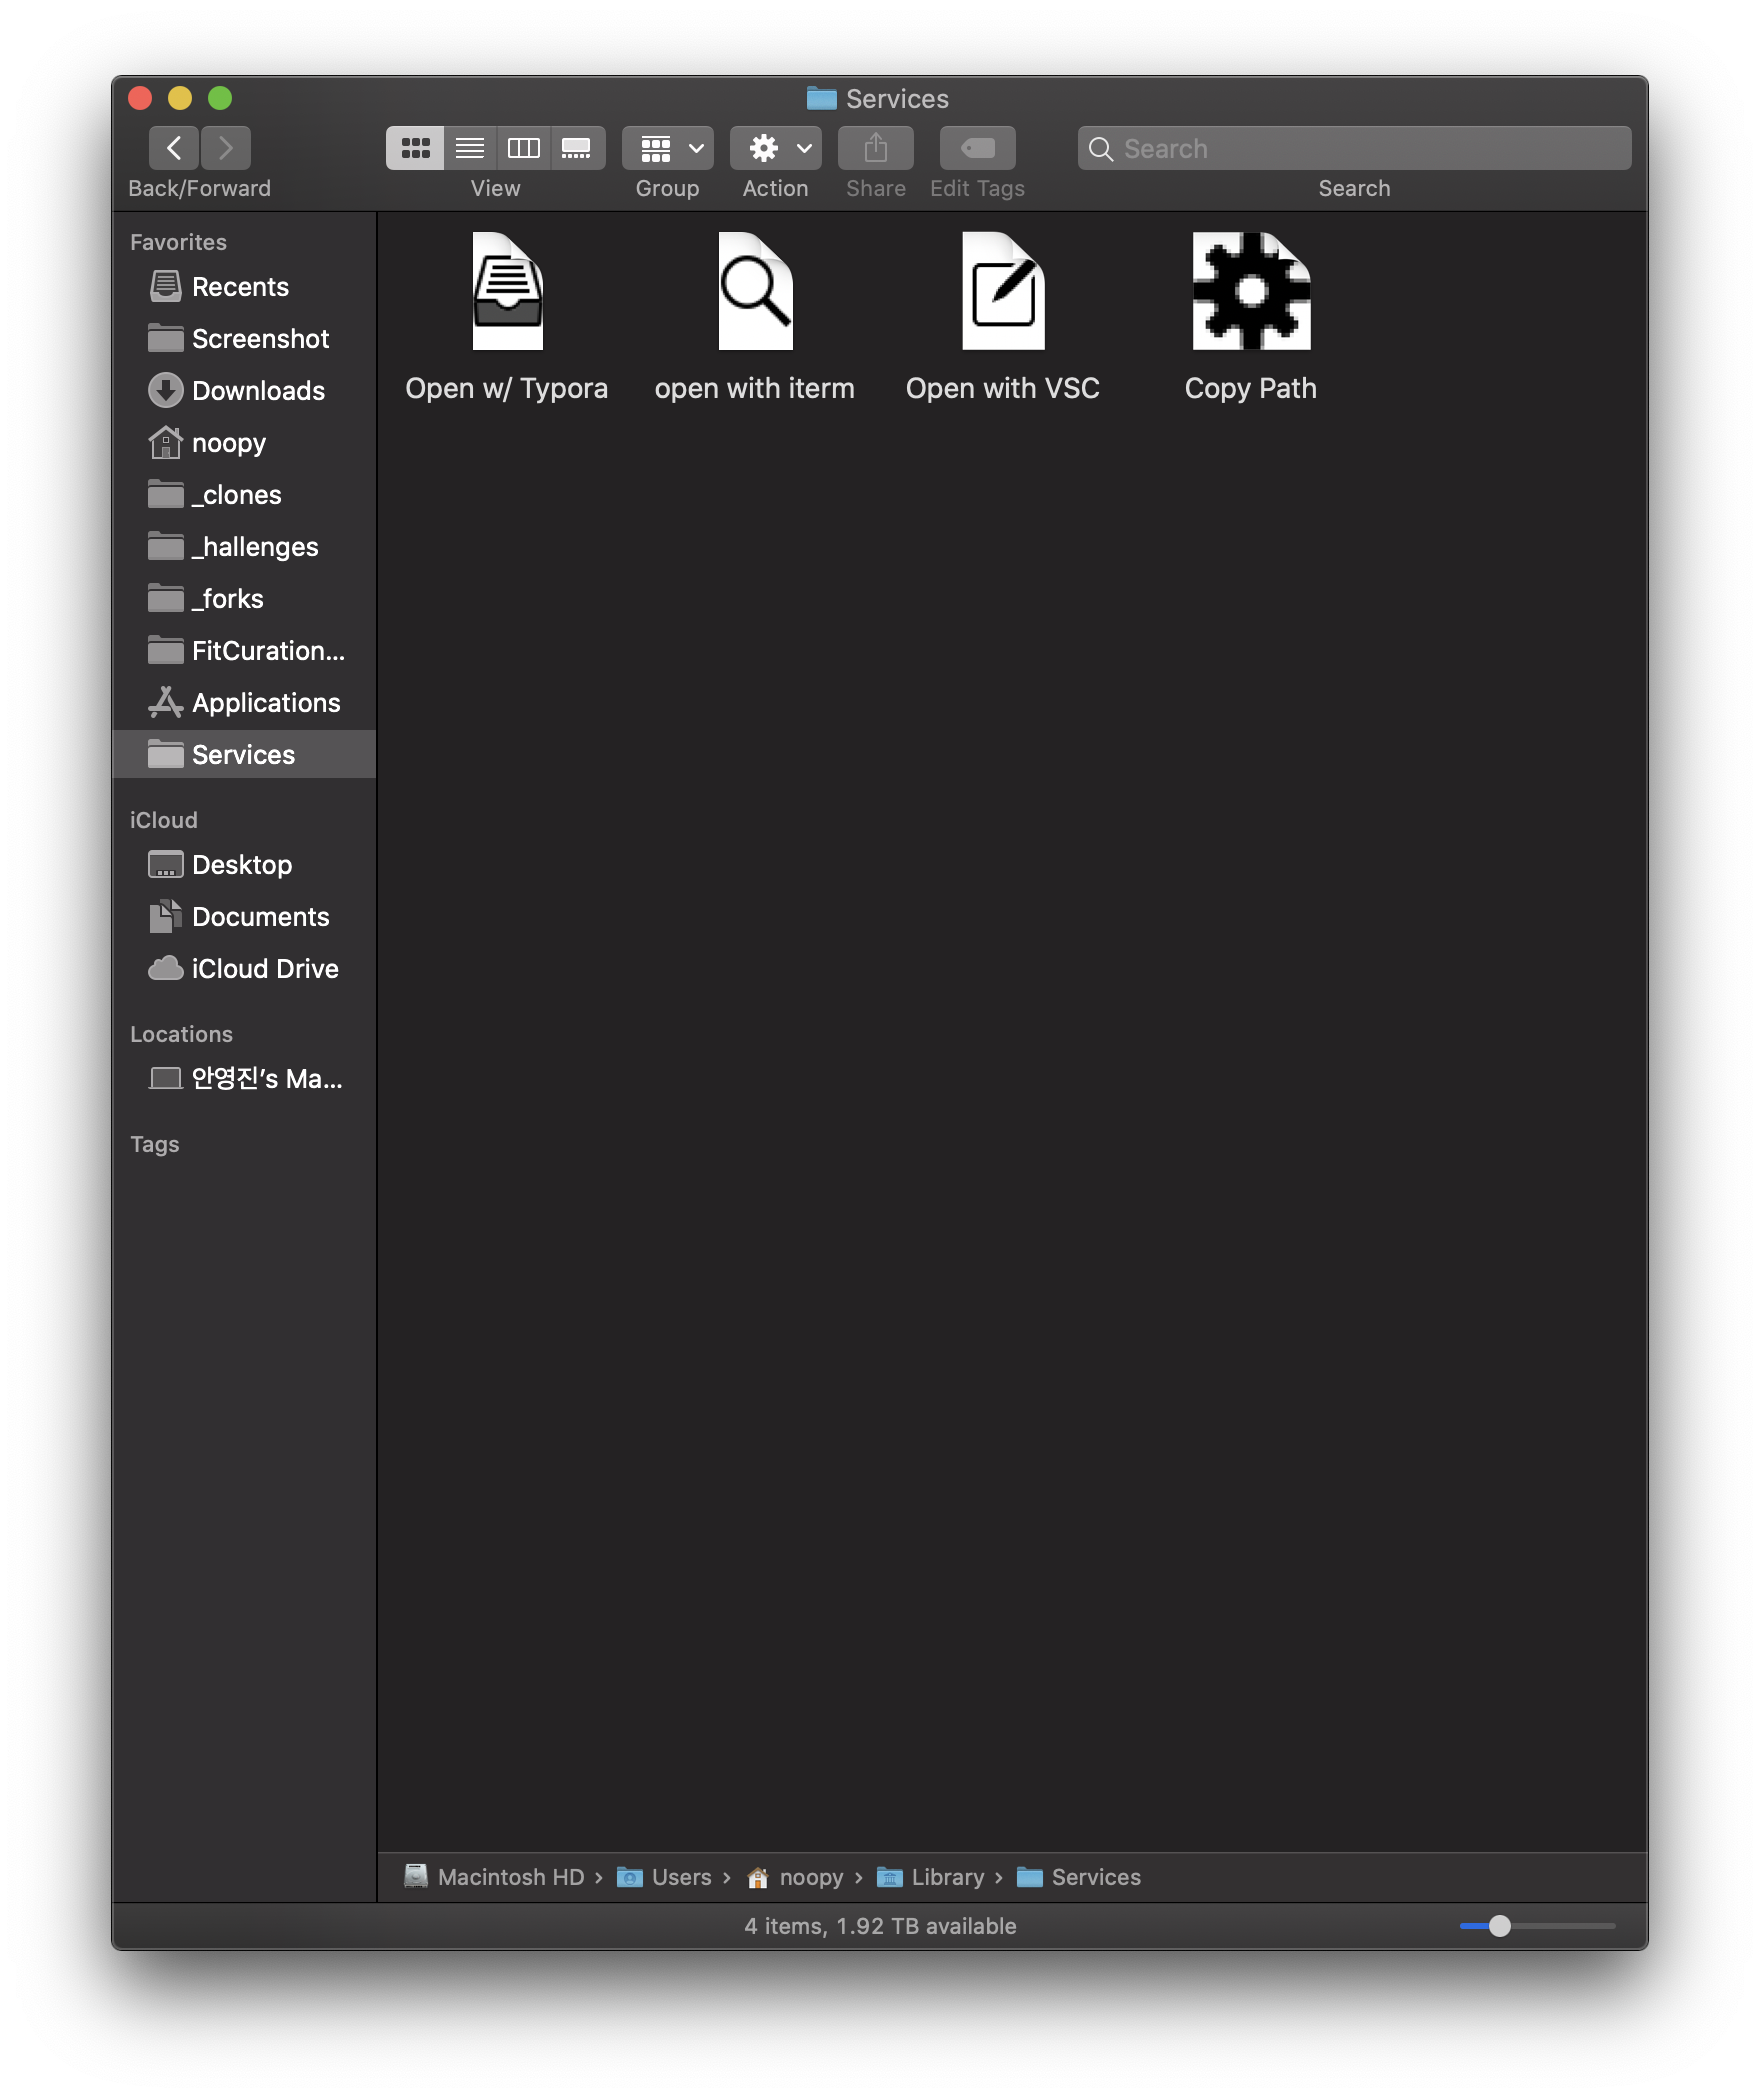 Services
Back/Forward
View
Group
Action
Share
Edit Tags
Search
Search
Favorites
Recents
Screenshot
Downloads
noopy
_clones
_hallenges
_forks
FitCuration...
Applications
Services
iCloud
Desktop
Documents
iCloud Drive
Locations
안영진's Ma...
Tags
Open w/ Typora
open with iterm
Open with VSC
Copy Path
Macintosh HD › Users › noopy › Library › Services
4 items, 1.92 TB available